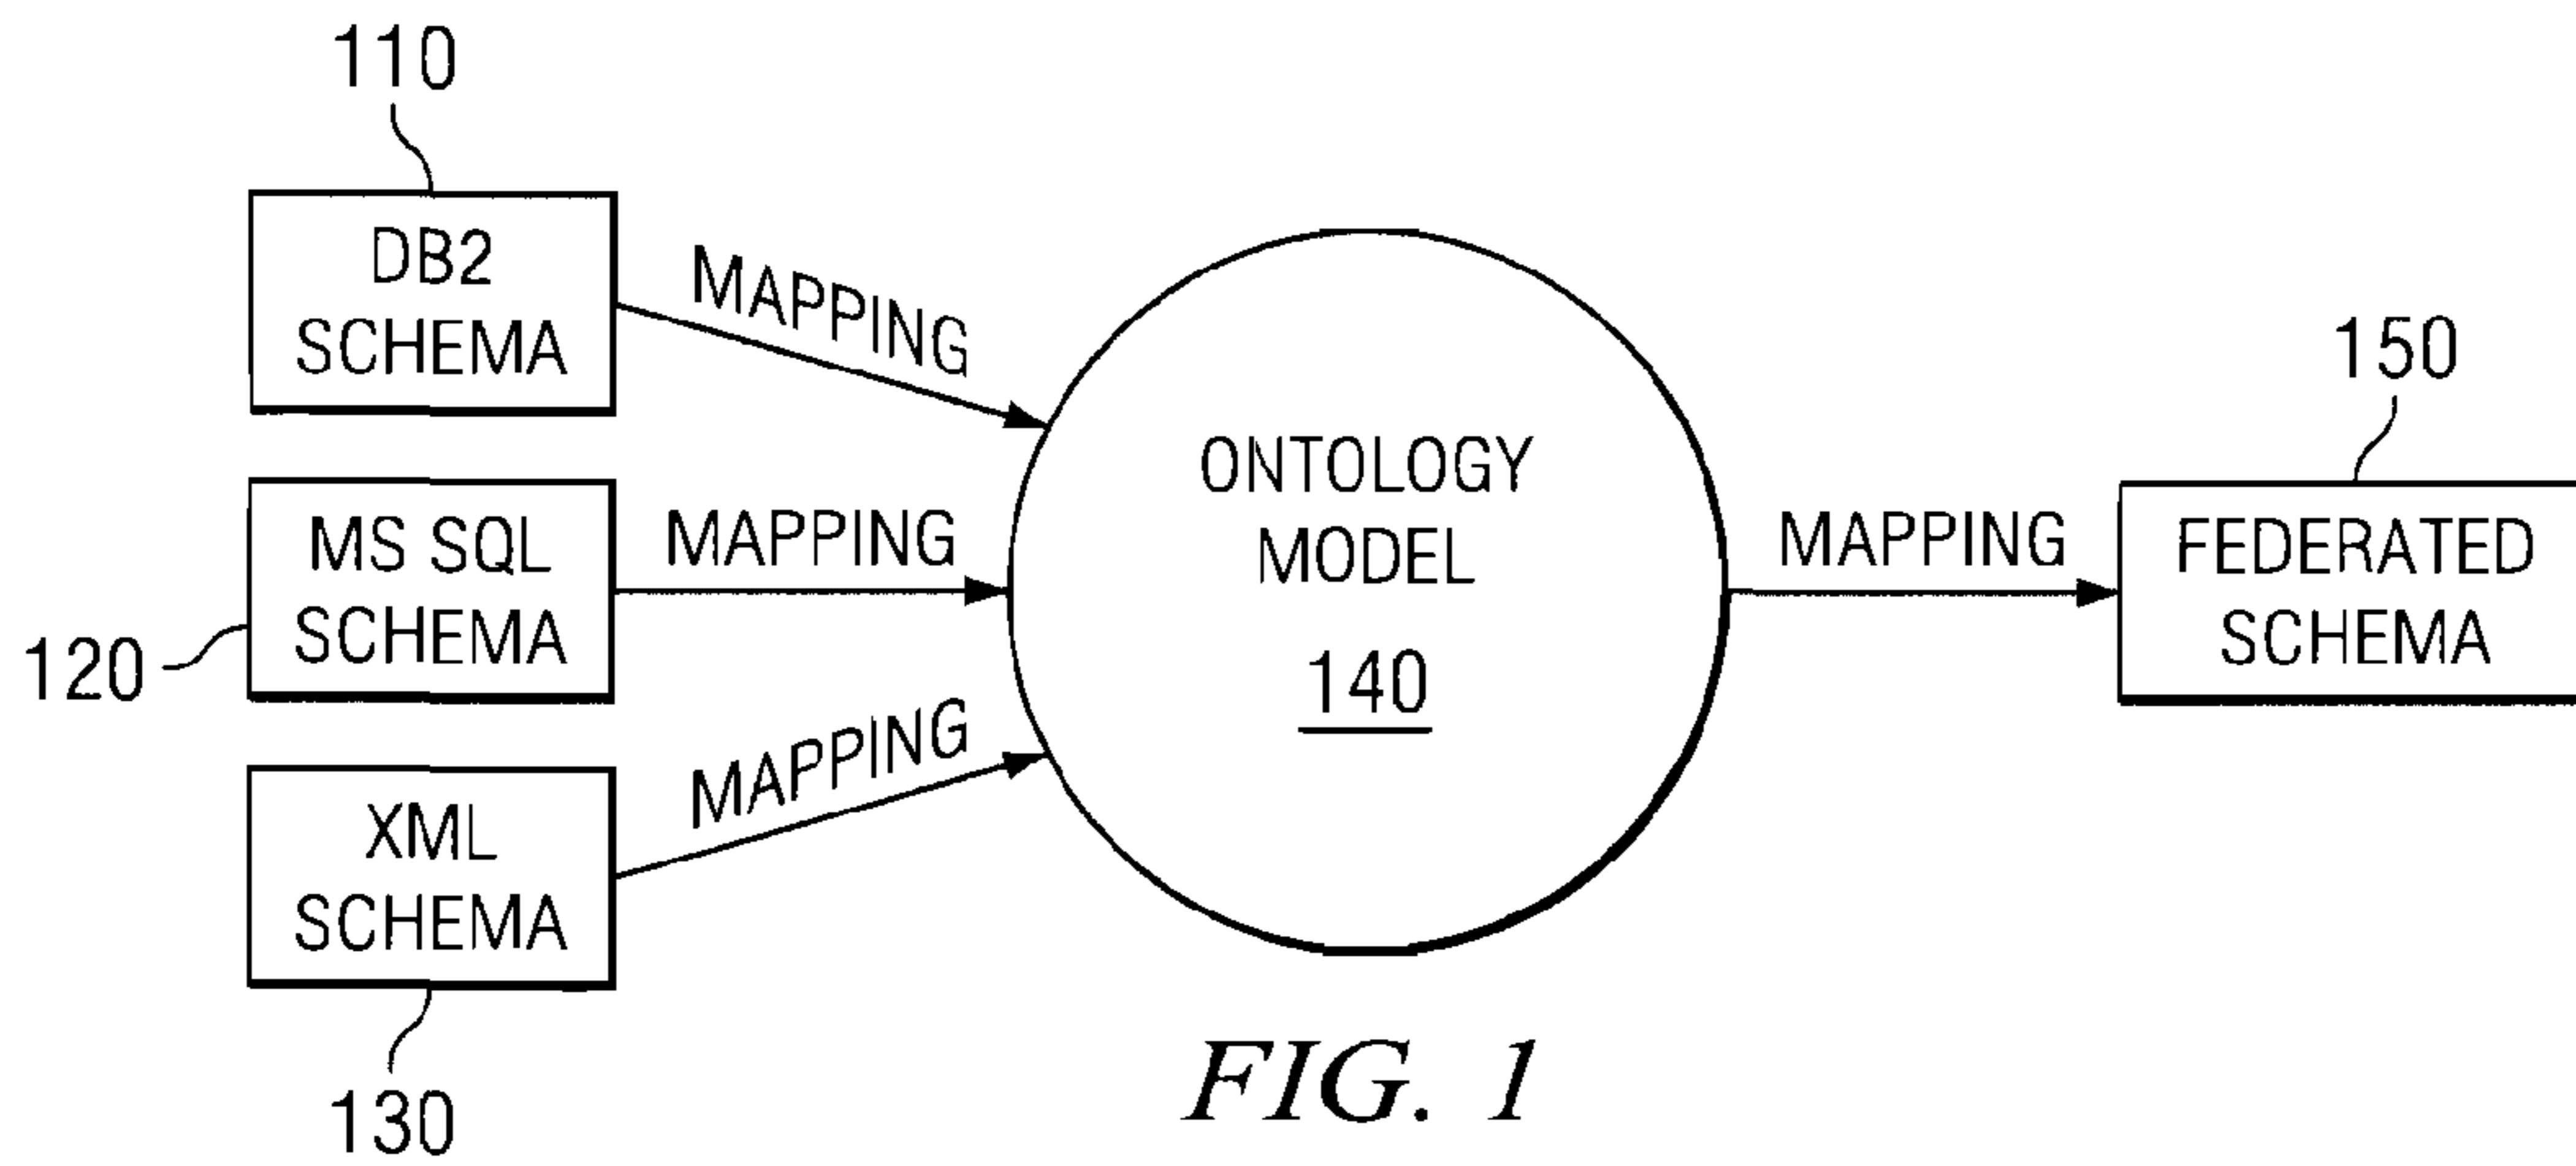 110
DB2
SCHEMA
MAPPING
MS SQL
SCHEMA
120
MAPPING
XML
SCHEMA
130
MAPPING
ONTOLOGY
MODEL
140
MAPPING
150
FEDERATED
SCHEMA
FIG. 1